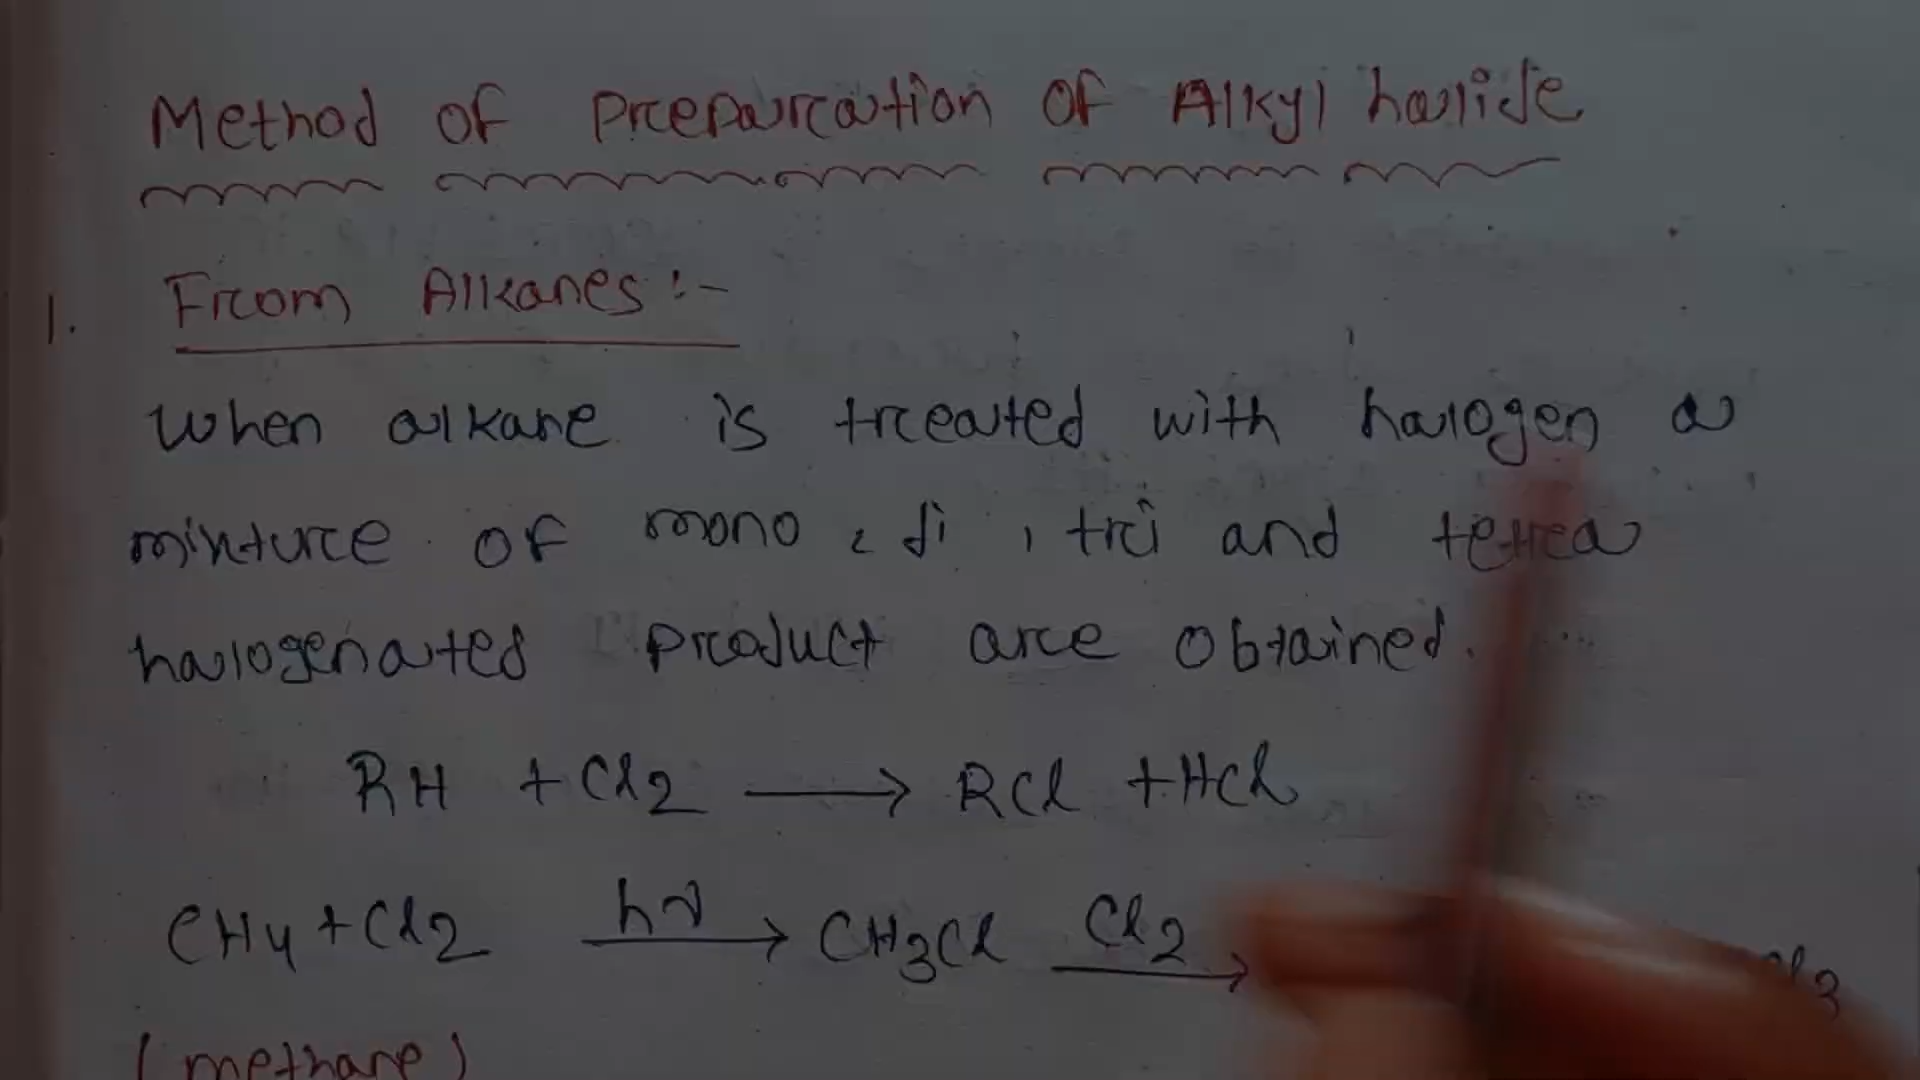 Method of Preparation of Alkyl halide
1. From Alkanes :-
When alkane is treated with halogen a
mixture of mono, di, tri and tetra
halogenated product are obtained.
RH + Cl2 ⟶ RCl + HCl
CH4 + Cl2 hν⟶ CH3Cl Cl2⟶
(methane)